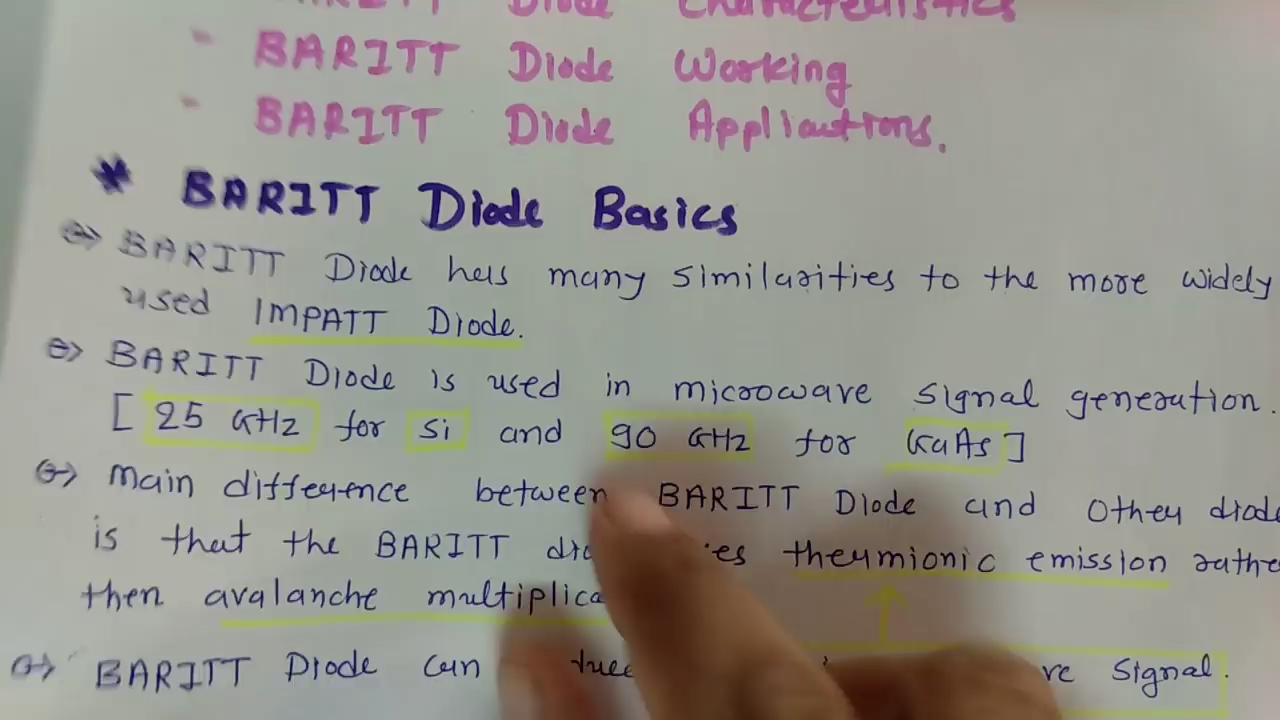 BARITT Diode Characteristics
BARITT Diode Working
BARITT Diode Applications.
* BARITT Diode Basics
⇒ BARITT Diode has many similarities to the more widely
used IMPATT Diode.
⇒ BARITT Diode is used in microwave signal generation.
[ 25 GHz for Si and 90 GHz for GaAs ]
⇒ Main difference between BARITT Diode and other diode
is that the BARITT thermionic emission
then avalanche
⇒ BARITT Diode can signal.